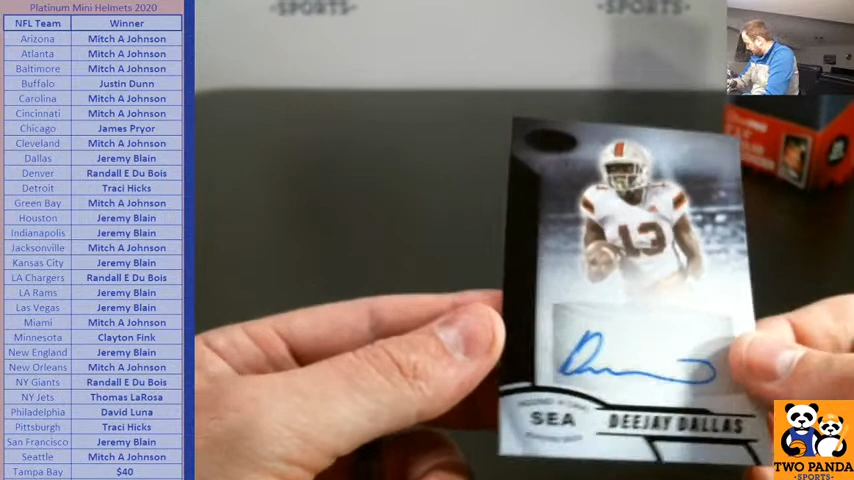 Platinum Mini Helmets 2020
NFL Team Winner
Arizona Mitch A Johnson
Atlanta Mitch A Johnson
Baltimore Mitch A Johnson
Buffalo Justin Dunn
Carolina Mitch A Johnson
Cincinnati Mitch A Johnson
Chicago James Pryor
Cleveland Mitch A Johnson
Dallas Jeremy Blain
Denver Randall E Du Bois
Detroit Traci Hicks
Green Bay Mitch A Johnson
Houston Jeremy Blain
Indianapolis Jeremy Blain
Jacksonville Mitch A Johnson
Kansas City Jeremy Blain
LA Chargers Randall E Du Bois
LA Rams Jeremy Blain
Las Vegas Jeremy Blain
Miami Mitch A Johnson
Minnesota Clayton Fink
New England Jeremy Blain
New Orleans Mitch A Johnson
NY Giants Randall E Du Bois
NY Jets Thomas LaRosa
Philadelphia David Luna
Pittsburgh Traci Hicks
San Francisco Jeremy Blain
Seattle Mitch A Johnson
Tampa Bay $40
SPORTS
SPORTS
13
SEA
DEEJAY DALLAS
TWO PANDA
-SPORTS-